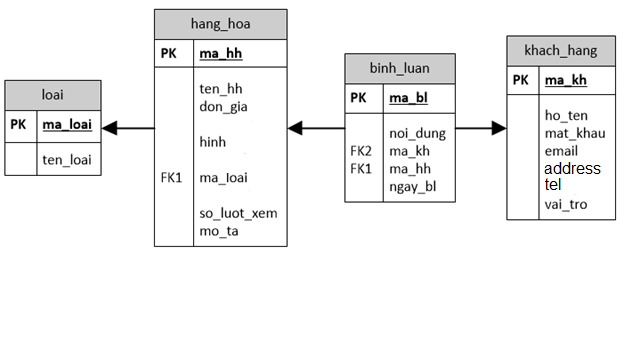 loai
PK ma_loai
ten_loai
hang_hoa
PK ma_hh
ten_hh
don_gia
hinh
FK1 ma_loai
so_luot_xem
mo_ta
binh_luan
PK ma_bl
noi_dung
FK2 ma_kh
FK1 ma_hh
ngay_bl
khach_hang
PK ma_kh
ho_ten
mat_khau
email
address
tel
vai_tro